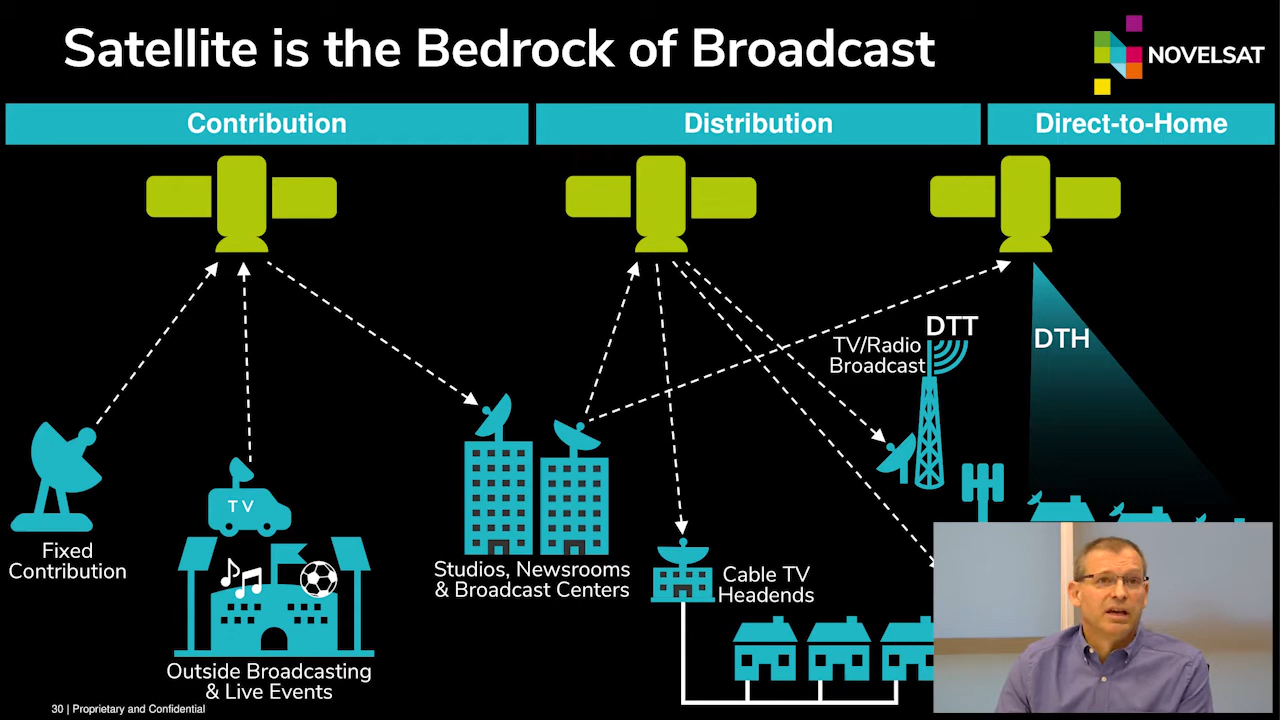 Satellite is the Bedrock of Broadcast
NOVELSAT
Contribution
Distribution
Direct-to-Home
DTT
TV/Radio
Broadcast
DTH
TV
Fixed
Contribution
Studios, Newsrooms
& Broadcast Centers
Cable TV
Headends
Outside Broadcasting
& Live Events
30 | Proprietary and Confidential